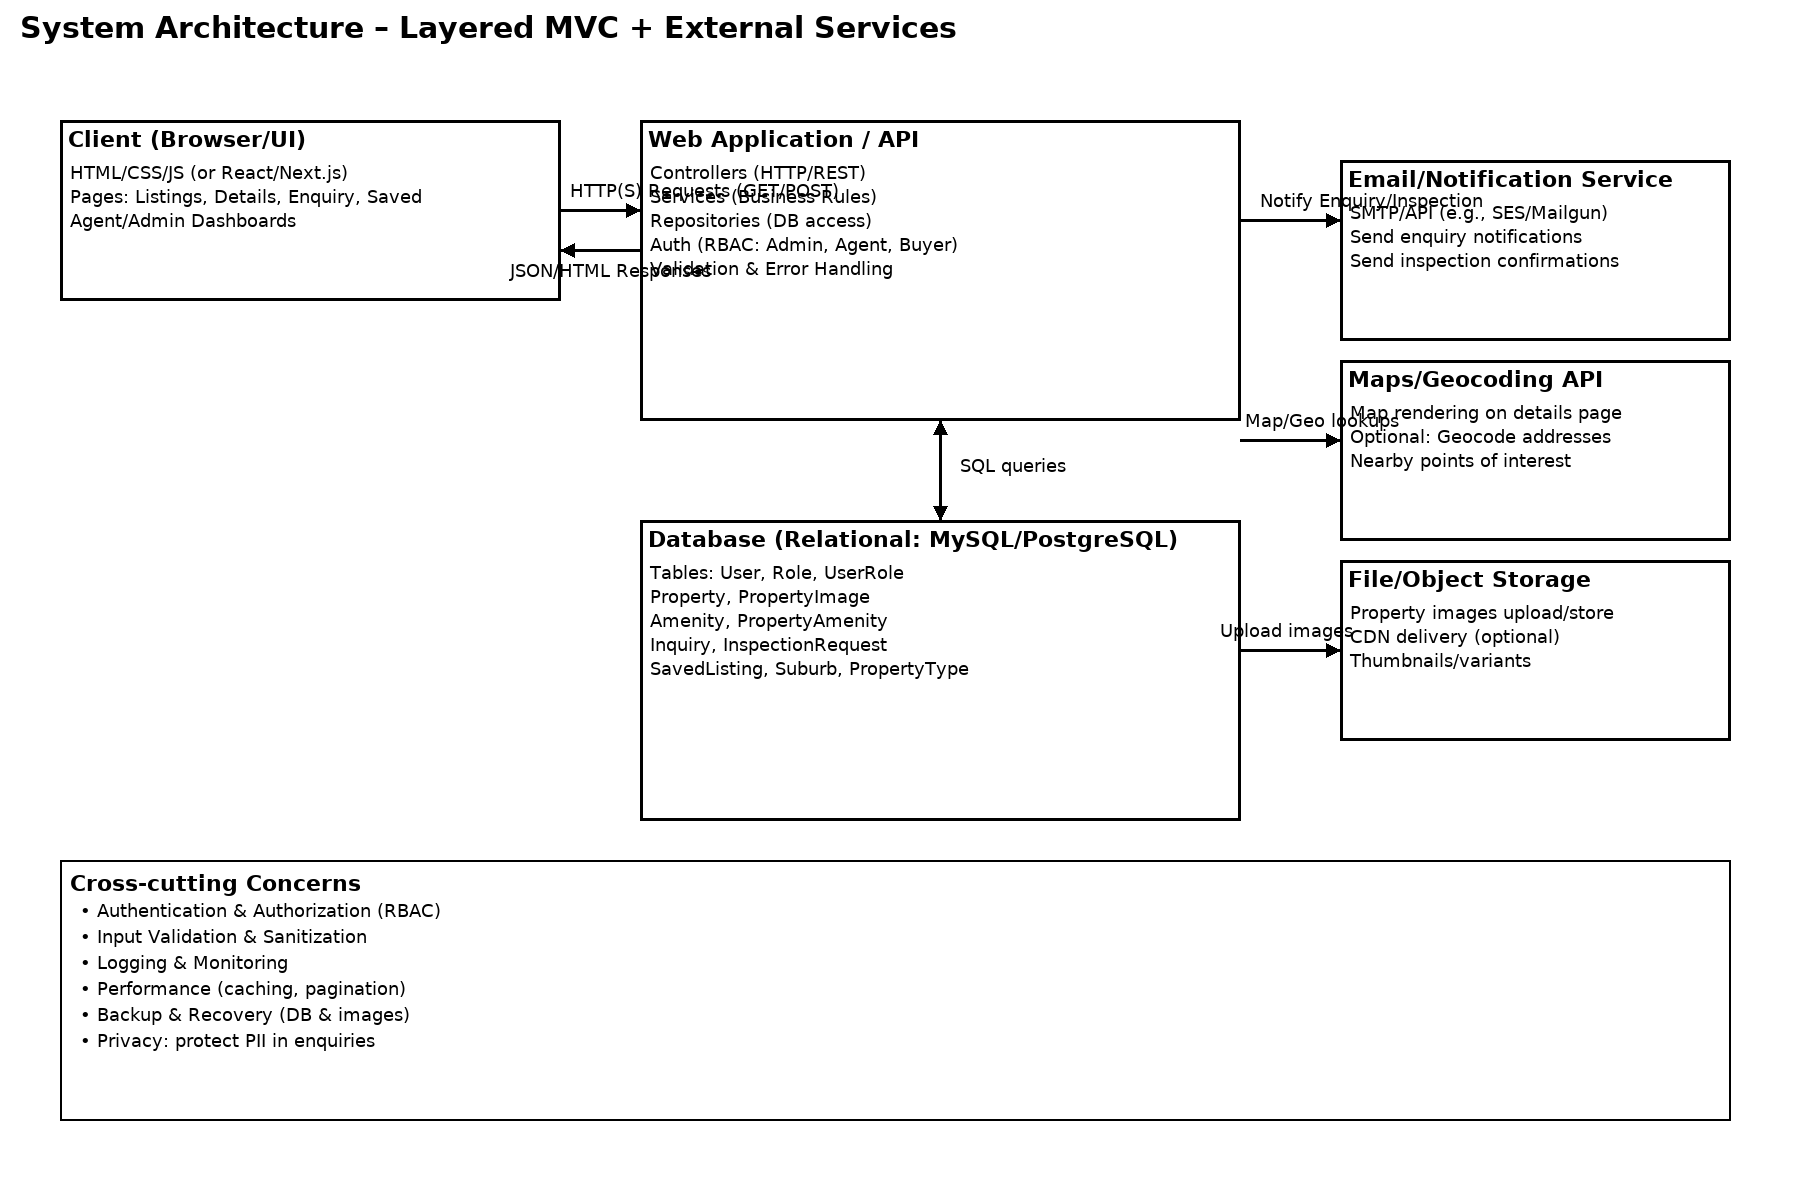 System Architecture – Layered MVC + External Services
Client (Browser/UI)
HTML/CSS/JS (or React/Next.js)
Pages: Listings, Details, Enquiry, Saved
Agent/Admin Dashboards
HTTP(S) Requests (GET/POST)
JSON/HTML Responses
Web Application / API
Controllers (HTTP/REST)
Services (Business Rules)
Repositories (DB access)
Auth (RBAC: Admin, Agent, Buyer)
Validation & Error Handling
Notify Enquiry/Inspection
Email/Notification Service
SMTP/API (e.g., SES/Mailgun)
Send enquiry notifications
Send inspection confirmations
Map/Geo lookups
Maps/Geocoding API
Map rendering on details page
Optional: Geocode addresses
Nearby points of interest
SQL queries
Database (Relational: MySQL/PostgreSQL)
Tables: User, Role, UserRole
Property, PropertyImage
Amenity, PropertyAmenity
Inquiry, InspectionRequest
SavedListing, Suburb, PropertyType
Upload images
File/Object Storage
Property images upload/store
CDN delivery (optional)
Thumbnails/variants
Cross-cutting Concerns
• Authentication & Authorization (RBAC)
• Input Validation & Sanitization
• Logging & Monitoring
• Performance (caching, pagination)
• Backup & Recovery (DB & images)
• Privacy: protect PII in enquiries